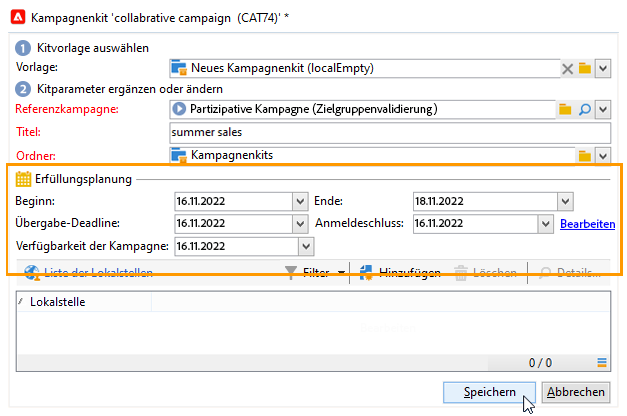 Kampagnenkit 'collabrative campaign (CAT74)' *
1 Kitvorlage auswählen
Vorlage: Neues Kampagnenkit (localEmpty)
2 Kitparameter ergänzen oder ändern
Referenzkampagne: Partizipative Kampagne (Zielgruppenvalidierung)
Titel: summer sales
Ordner: Kampagnenkits
Erfüllungsplanung
Beginn: 16.11.2022 Ende: 18.11.2022
Übergabe-Deadline: 16.11.2022 Anmeldeschluss: 16.11.2022 Bearbeiten
Verfügbarkeit der Kampagne: 16.11.2022
Liste der Lokalstellen Filter Hinzufügen Löschen Details...
Lokalstelle
0 / 0
Speichern Abbrechen